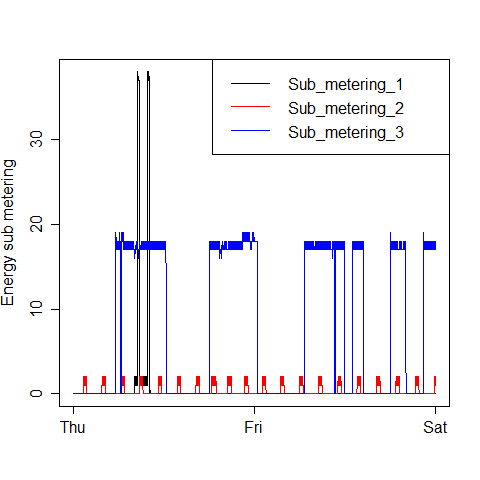 Sub_metering_1
Sub_metering_2
Sub_metering_3
Energy sub metering
30
20
10
0
Thu Fri Sat